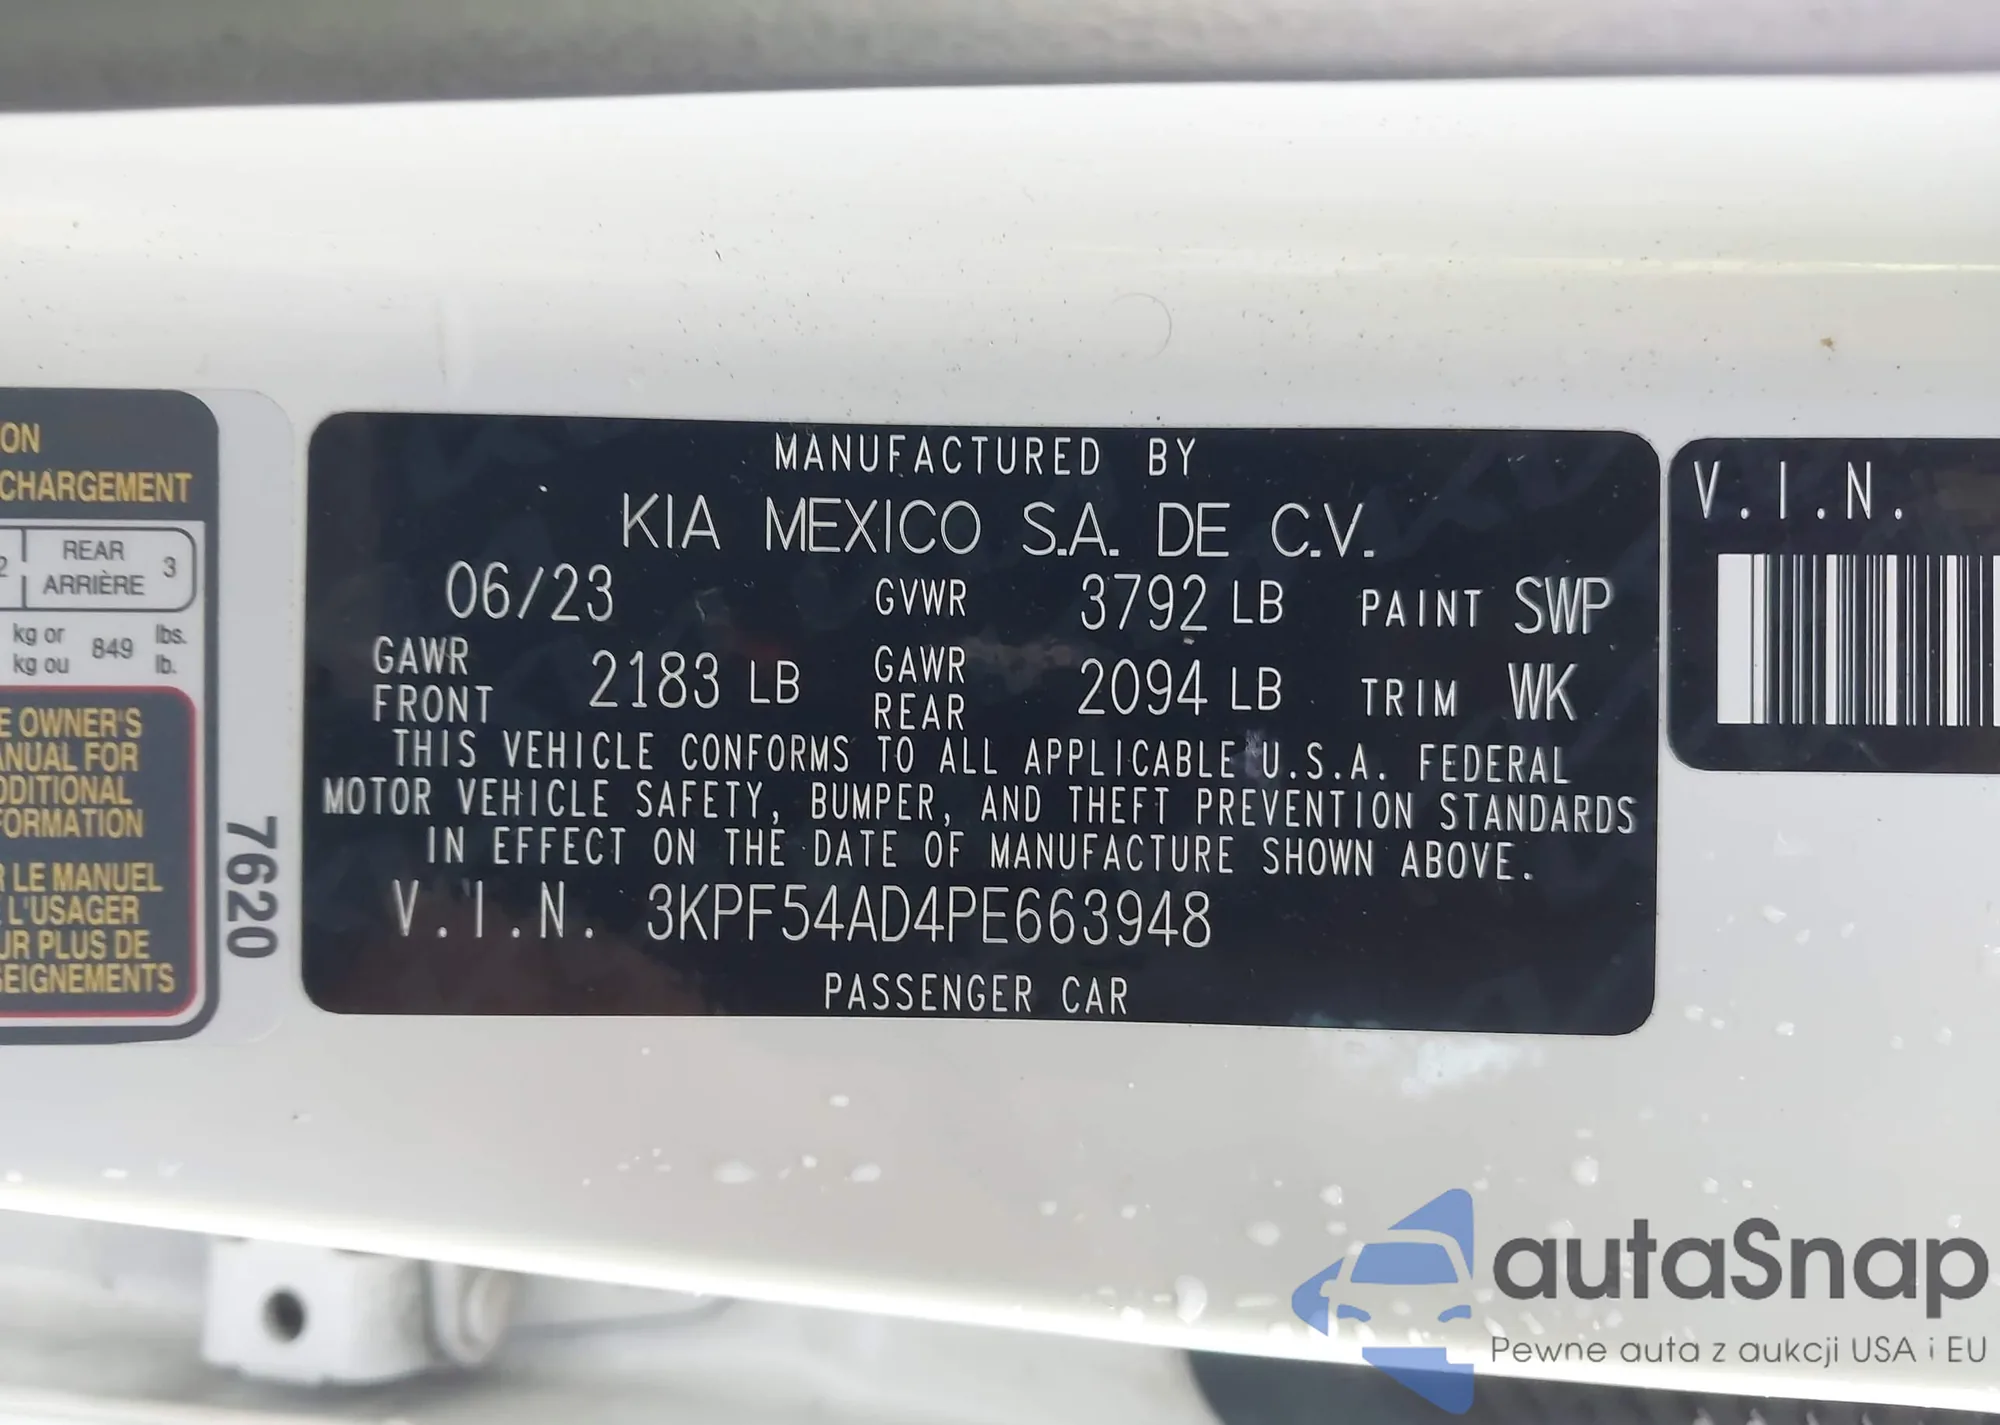 ON
CHARGEMENT
2 REAR 3
ARRIÈRE
kg or 849 lbs.
kg ou lb.
E OWNER'S
ANUAL FOR
DDITIONAL
FORMATION
R LE MANUEL
E L'USAGER
UR PLUS DE
SEIGNEMENTS
7620
MANUFACTURED BY
KIA MEXICO S.A. DE C.V.
06/23 GVWR 3792 LB PAINT SWP
GAWR FRONT 2183 LB GAWR REAR 2094 LB TRIM WK
THIS VEHICLE CONFORMS TO ALL APPLICABLE U.S.A. FEDERAL
MOTOR VEHICLE SAFETY, BUMPER, AND THEFT PREVENTION STANDARDS
IN EFFECT ON THE DATE OF MANUFACTURE SHOWN ABOVE.
V.I.N. 3KPF54AD4PE663948
PASSENGER CAR
V.I.N.
autaSnap
Pewne auta z aukcji USA i EU